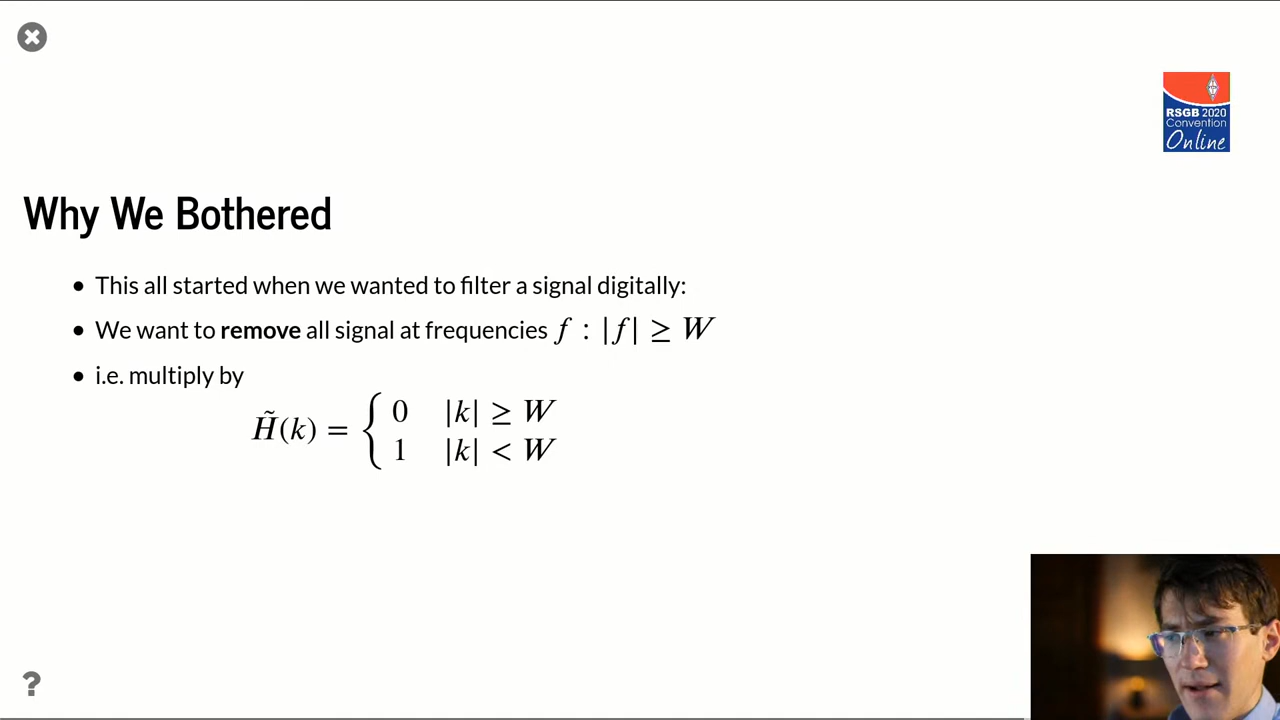 RSGB 2020
Convention
Online
Why We Bothered
• This all started when we wanted to filter a signal digitally:
• We want to remove all signal at frequencies f : |f| ≥ W
• i.e. multiply by
H̃(k) = { 0 |k| ≥ W
1 |k| < W
?